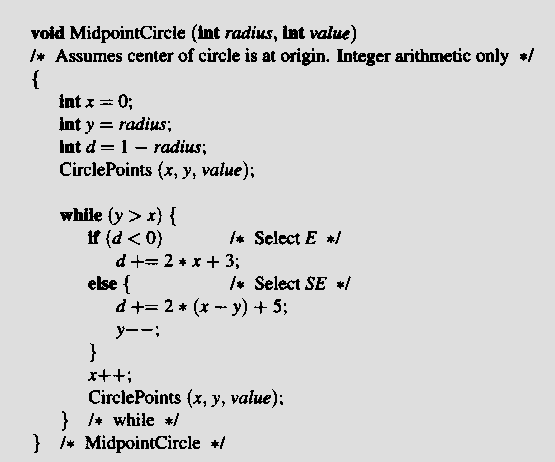 void MidpointCircle (int radius, int value)
/* Assumes center of circle is at origin. Integer arithmetic only */
{
int x = 0;
int y = radius;
int d = 1 − radius;
CirclePoints (x, y, value);
while (y > x) {
if (d < 0) /* Select E */
d += 2 * x + 3;
else { /* Select SE */
d += 2 * (x − y) + 5;
y−−;
}
x++;
CirclePoints (x, y, value);
} /* while */
} /* MidpointCircle */